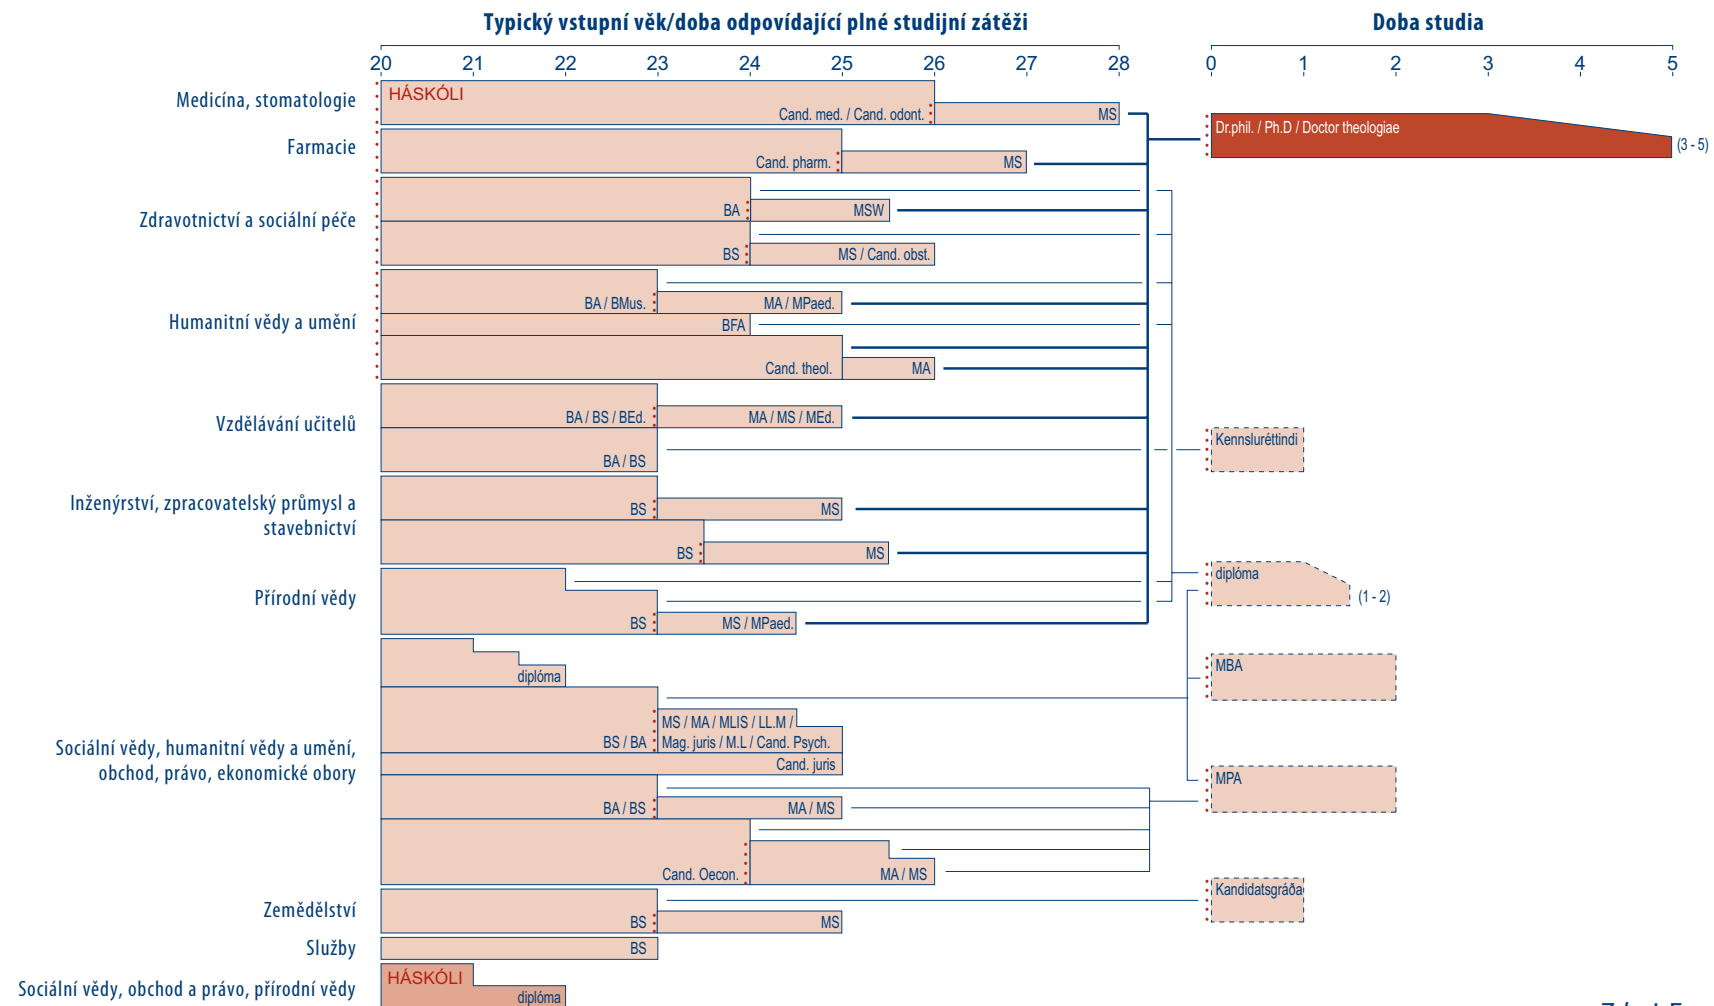 Typický vstupní věk/doba odpovídající plné studijní zátěži
Doba studia
20 21 22 23 24 25 26 27 28
0 1 2 3 4 5
Medicína, stomatologie
HÁSKÓLI
Cand. med. / Cand. odont.
MS
Dr.phil. / Ph.D / Doctor theologiae
(3 - 5)
Farmacie
Cand. pharm.
MS
Zdravotnictví a sociální péče
BA
MSW
BS
MS / Cand. obst.
Humanitní vědy a umění
BA / BMus.
MA / MPaed.
BFA
Cand. theol.
MA
Vzdělávání učitelů
BA / BS / BEd.
MA / MS / MEd.
BA / BS
Kennsluréttindi
Inženýrství, zpracovatelský průmysl a
stavebnictví
BS
MS
BS
MS
Přírodní vědy
BS
MS / MPaed.
diplóma
(1 - 2)
Sociální vědy, humanitní vědy a umění,
obchod, právo, ekonomické obory
diplóma
BS / BA
MS / MA / MLIS / LL.M /
Mag. juris / M.L / Cand. Psych.
Cand. juris
MBA
MPA
BA / BS
MA / MS
Cand. Oecon.
MA / MS
Zemědělství
BS
MS
Kandidatsgráða
Služby
BS
Sociální vědy, obchod a právo, přírodní vědy
HÁSKÓLI
diplóma